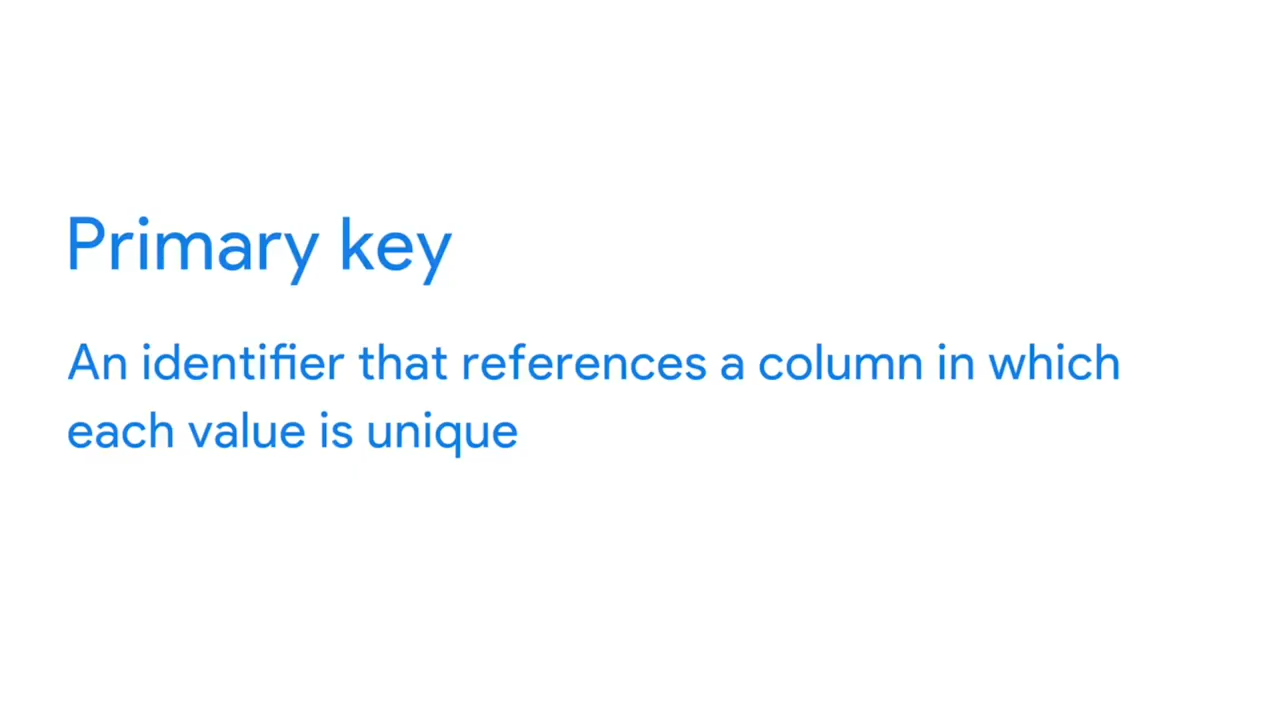 Primary key
An identifier that references a column in which
each value is unique